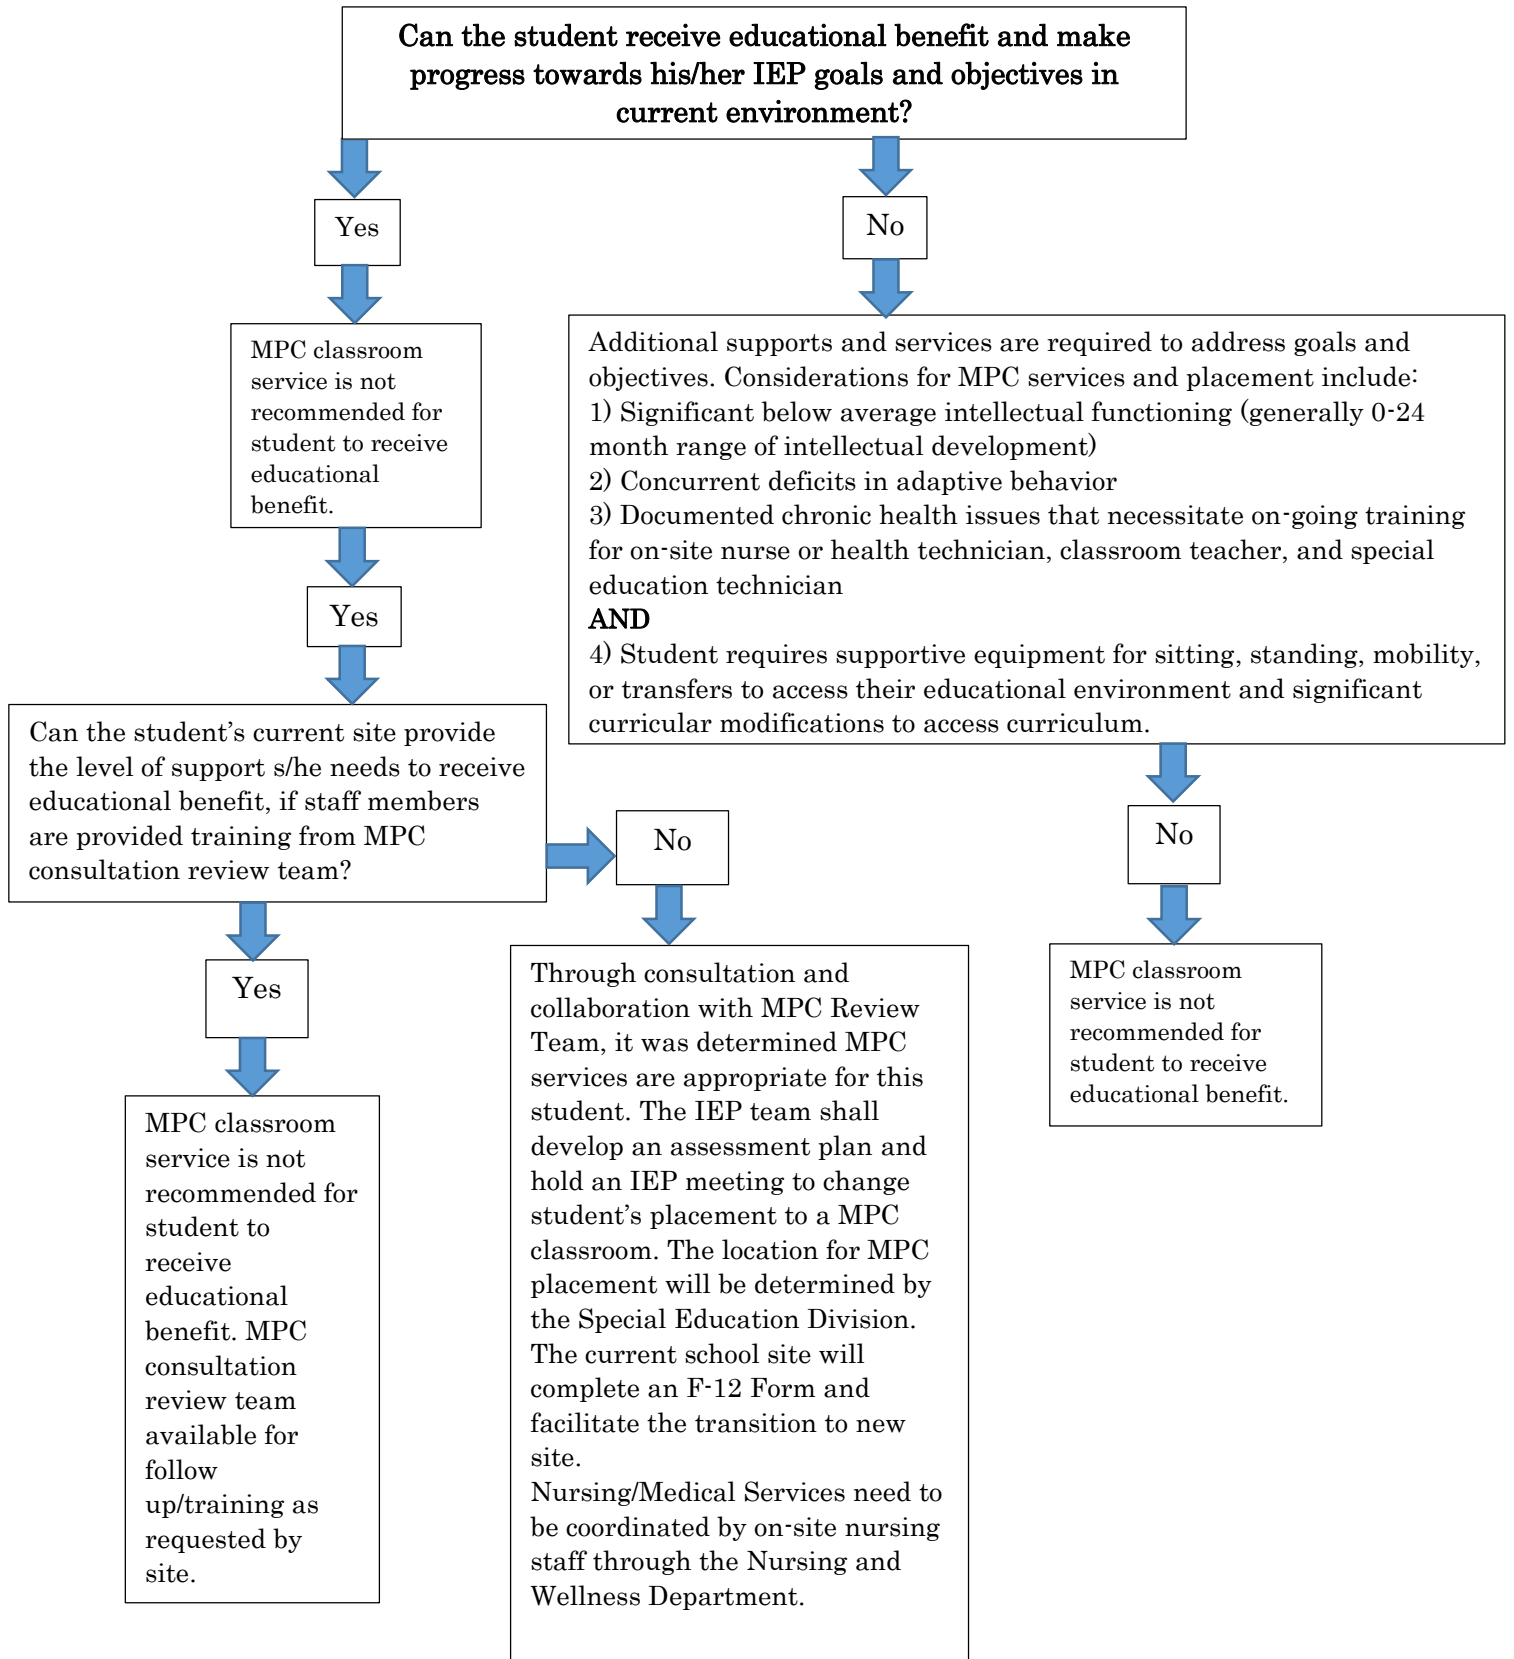 Can the student receive educational benefit and make
progress towards his/her IEP goals and objectives in
current environment?
Yes
No
MPC classroom
service is not
recommended for
student to receive
educational
benefit.
Additional supports and services are required to address goals and
objectives. Considerations for MPC services and placement include:
1) Significant below average intellectual functioning (generally 0-24
month range of intellectual development)
2) Concurrent deficits in adaptive behavior
3) Documented chronic health issues that necessitate on-going training
for on-site nurse or health technician, classroom teacher, and special
education technician
AND
4) Student requires supportive equipment for sitting, standing, mobility,
or transfers to access their educational environment and significant
curricular modifications to access curriculum.
Yes
Can the student’s current site provide
the level of support s/he needs to receive
educational benefit, if staff members
are provided training from MPC
consultation review team?
No
No
Yes
MPC classroom
service is not
recommended for
student to
receive
educational
benefit. MPC
consultation
review team
available for
follow
up/training as
requested by
site.
Through consultation and
collaboration with MPC Review
Team, it was determined MPC
services are appropriate for this
student. The IEP team shall
develop an assessment plan and
hold an IEP meeting to change
student’s placement to a MPC
classroom. The location for MPC
placement will be determined by
the Special Education Division.
The current school site will
complete an F-12 Form and
facilitate the transition to new
site.
Nursing/Medical Services need to
be coordinated by on-site nursing
staff through the Nursing and
Wellness Department.
MPC classroom
service is not
recommended for
student to receive
educational benefit.